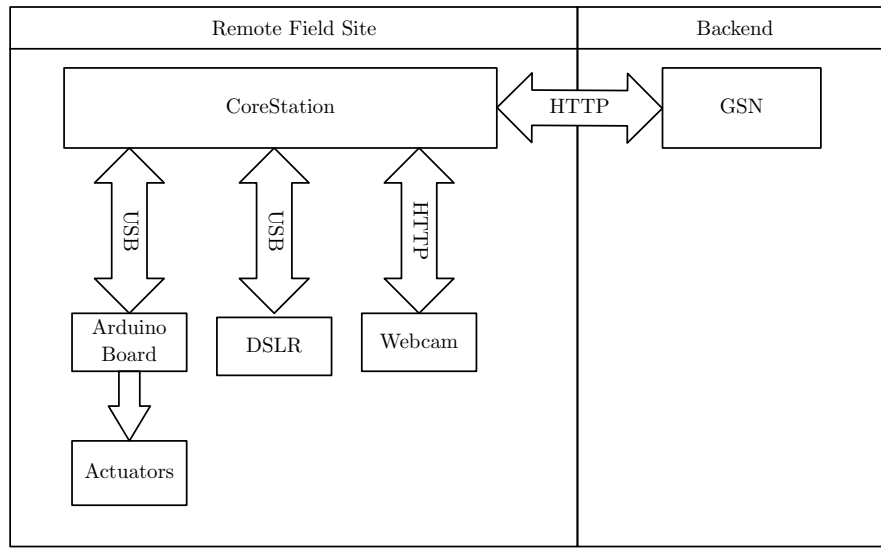 Remote Field Site
Backend
CoreStation
HTTP
GSN
USB
USB
HTTP
Arduino
Board
DSLR
Webcam
Actuators